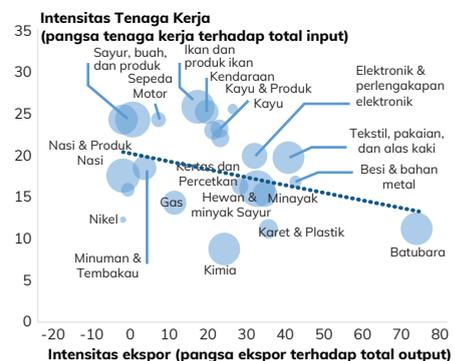 Intensitas Tenaga Kerja
(pangsa tenaga kerja terhadap total input)
35
30
25
20
15
10
5
0
Sayur, buah,
dan produk
Sepeda
Motor
Ikan dan
produk ikan
Kendaraan
Kayu & Produk
Kayu
Elektronik &
perlengakapan
elektronik
Tekstil, pakaian,
dan alas kaki
Besi & bahan
metal
Nasi & Produk
Nasi
Kertas dan
Percetkan
Hewan &
minyak Sayur
Minayak
Gas
Nikel
Karet & Plastik
Batubara
Minuman &
Tembakau
Kimia
-20 -10 0 10 20 30 40 50 60 70 80
Intensitas ekspor (pangsa ekspor terhadap total output)